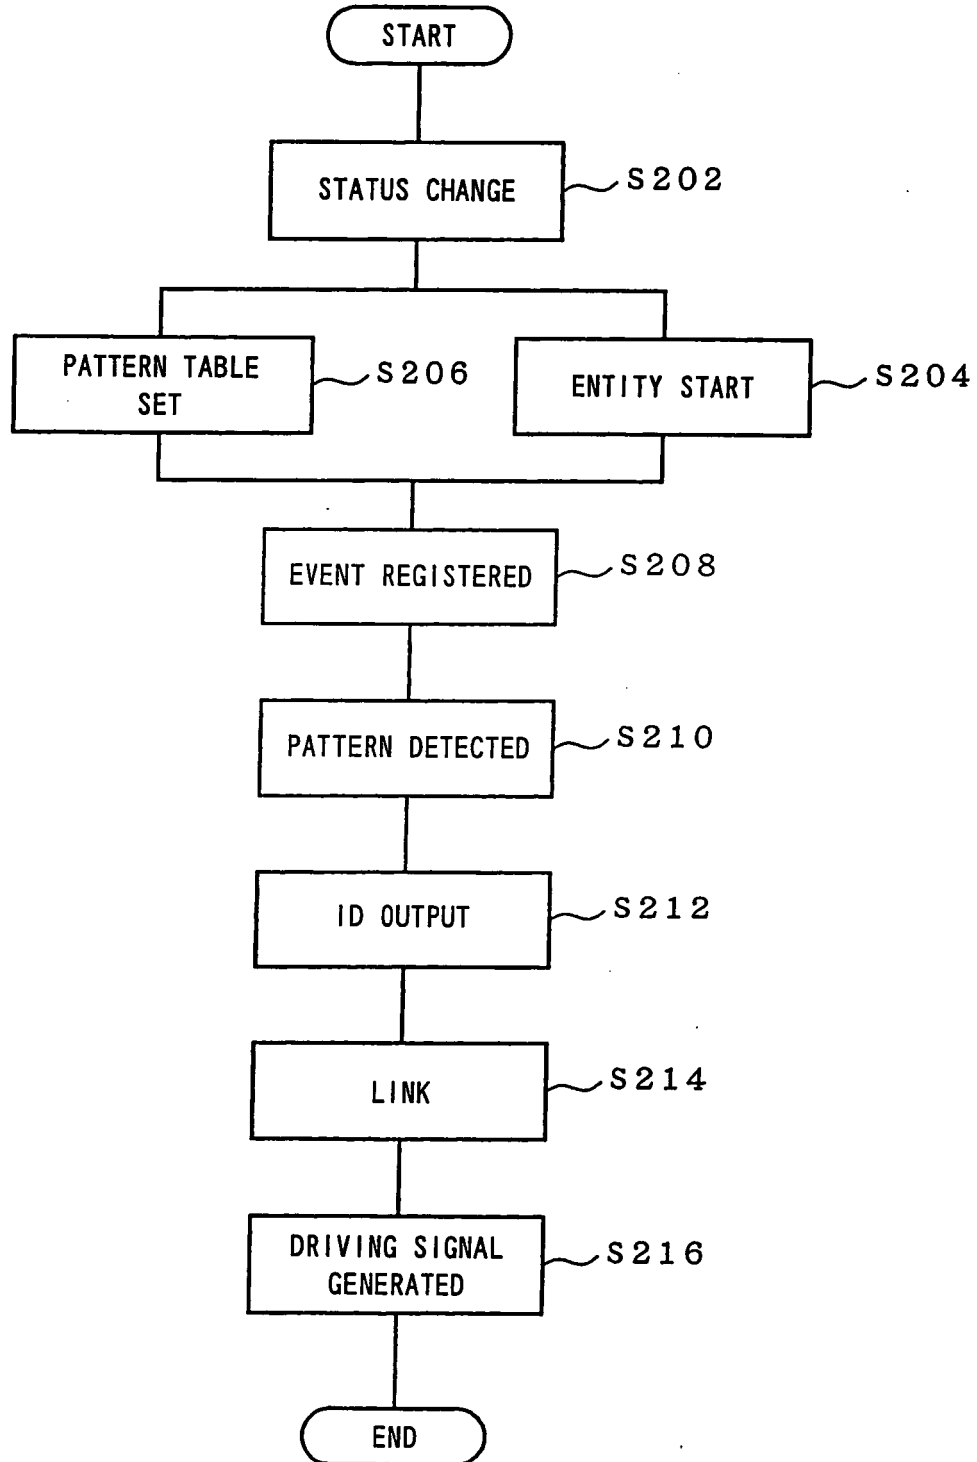 START
STATUS CHANGE
S202
PATTERN TABLE
SET
S206
ENTITY START
S204
EVENT REGISTERED
S208
PATTERN DETECTED
S210
ID OUTPUT
S212
LINK
S214
DRIVING SIGNAL
GENERATED
S216
END